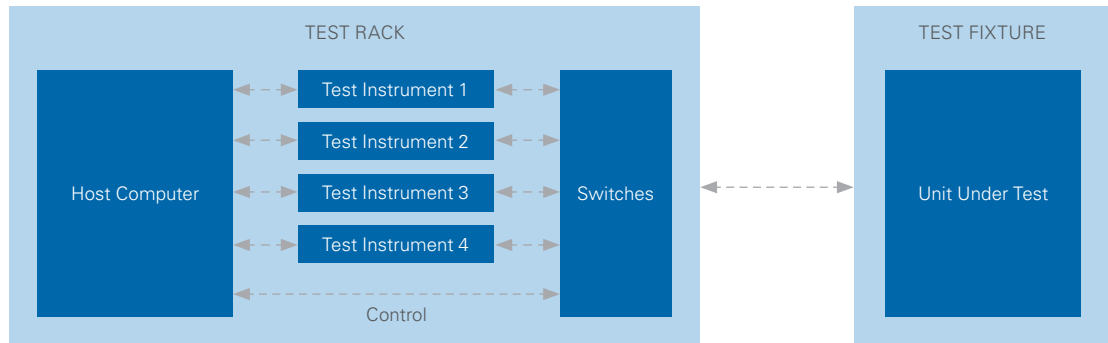 TEST RACK
TEST FIXTURE
Host Computer
Test Instrument 1
Test Instrument 2
Test Instrument 3
Test Instrument 4
Control
Switches
Unit Under Test